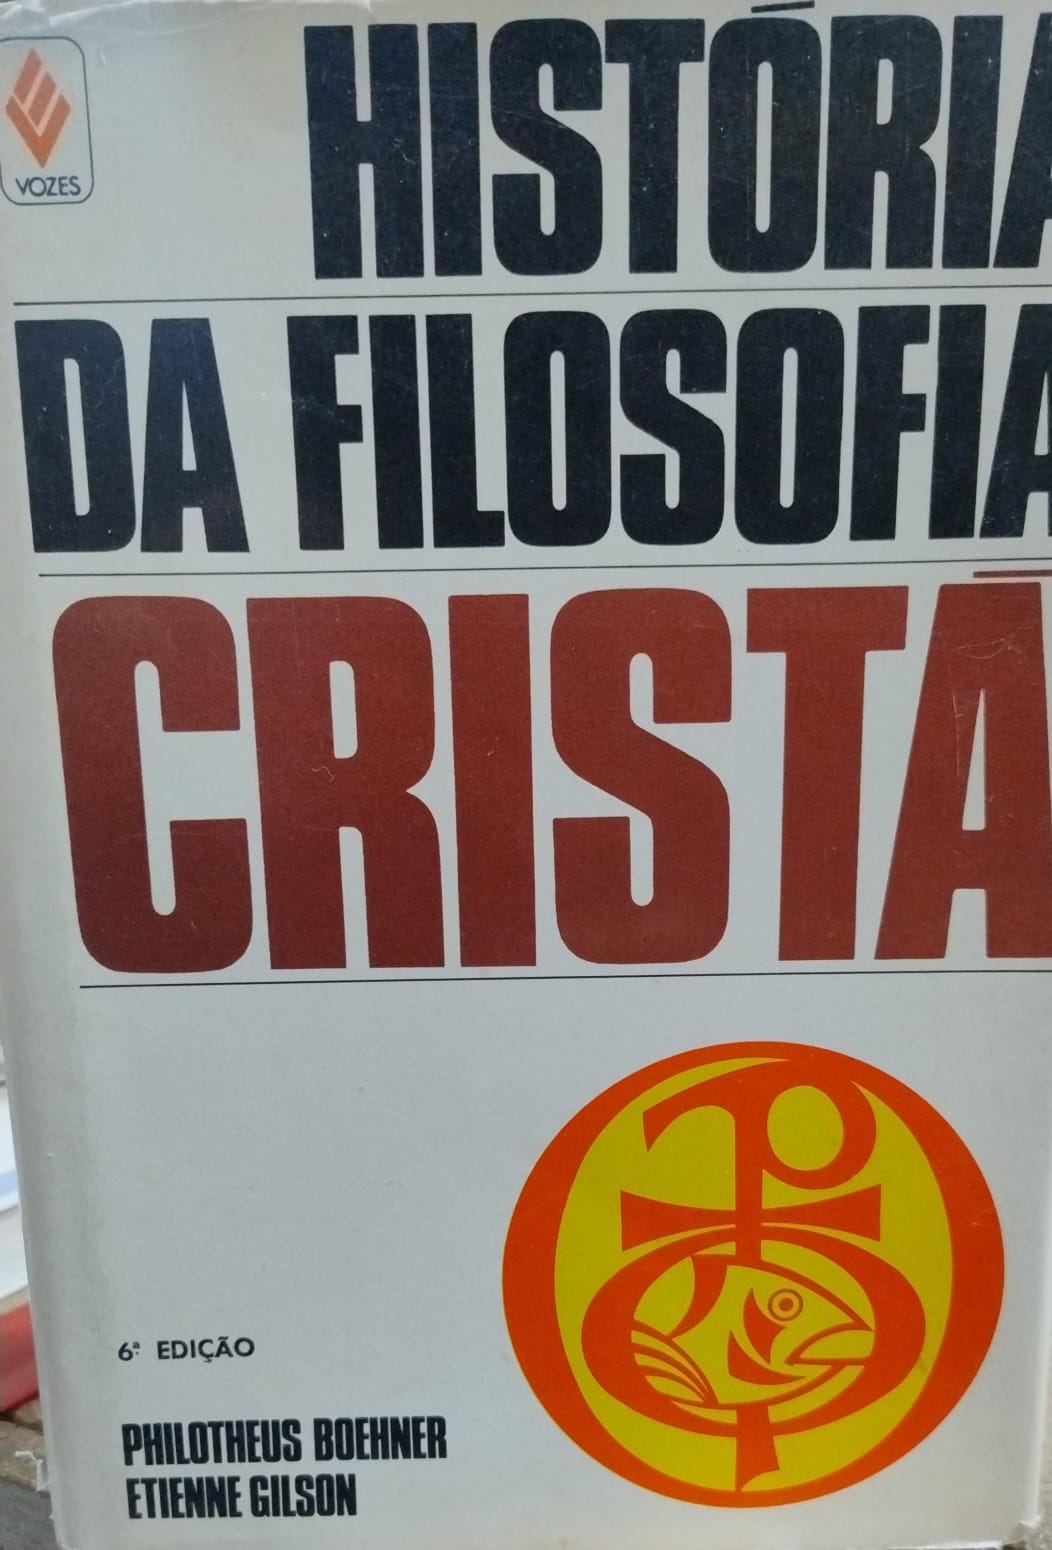 VOZES
HISTÓRIA
DA FILOSOFIA
CRISTÃ
6ª EDIÇÃO
PHILOTHEUS BOEHNER
ETIENNE GILSON